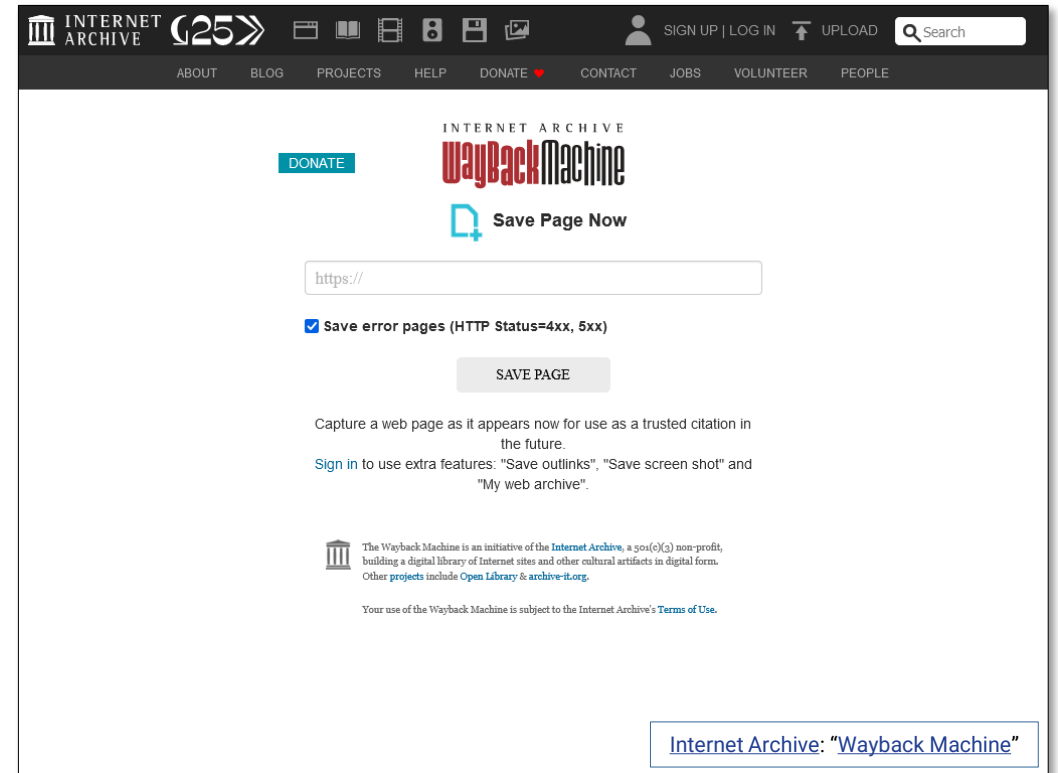 INTERNET ARCHIVE 25 SIGN UP | LOG IN UPLOAD Search
ABOUT BLOG PROJECTS HELP DONATE CONTACT JOBS VOLUNTEER PEOPLE
INTERNET ARCHIVE
DONATE
WayBackMachine
Save Page Now
https://
Save error pages (HTTP Status=4xx, 5xx)
SAVE PAGE
Capture a web page as it appears now for use as a trusted citation in
the future.
Sign in to use extra features: "Save outlinks", "Save screen shot" and
"My web archive".
The Wayback Machine is an initiative of the Internet Archive, a 501(c)(3) non-profit,
building a digital library of Internet sites and other cultural artifacts in digital form.
Other projects include Open Library & archive-it.org.
Your use of the Wayback Machine is subject to the Internet Archive's Terms of Use.
Internet Archive: “Wayback Machine”